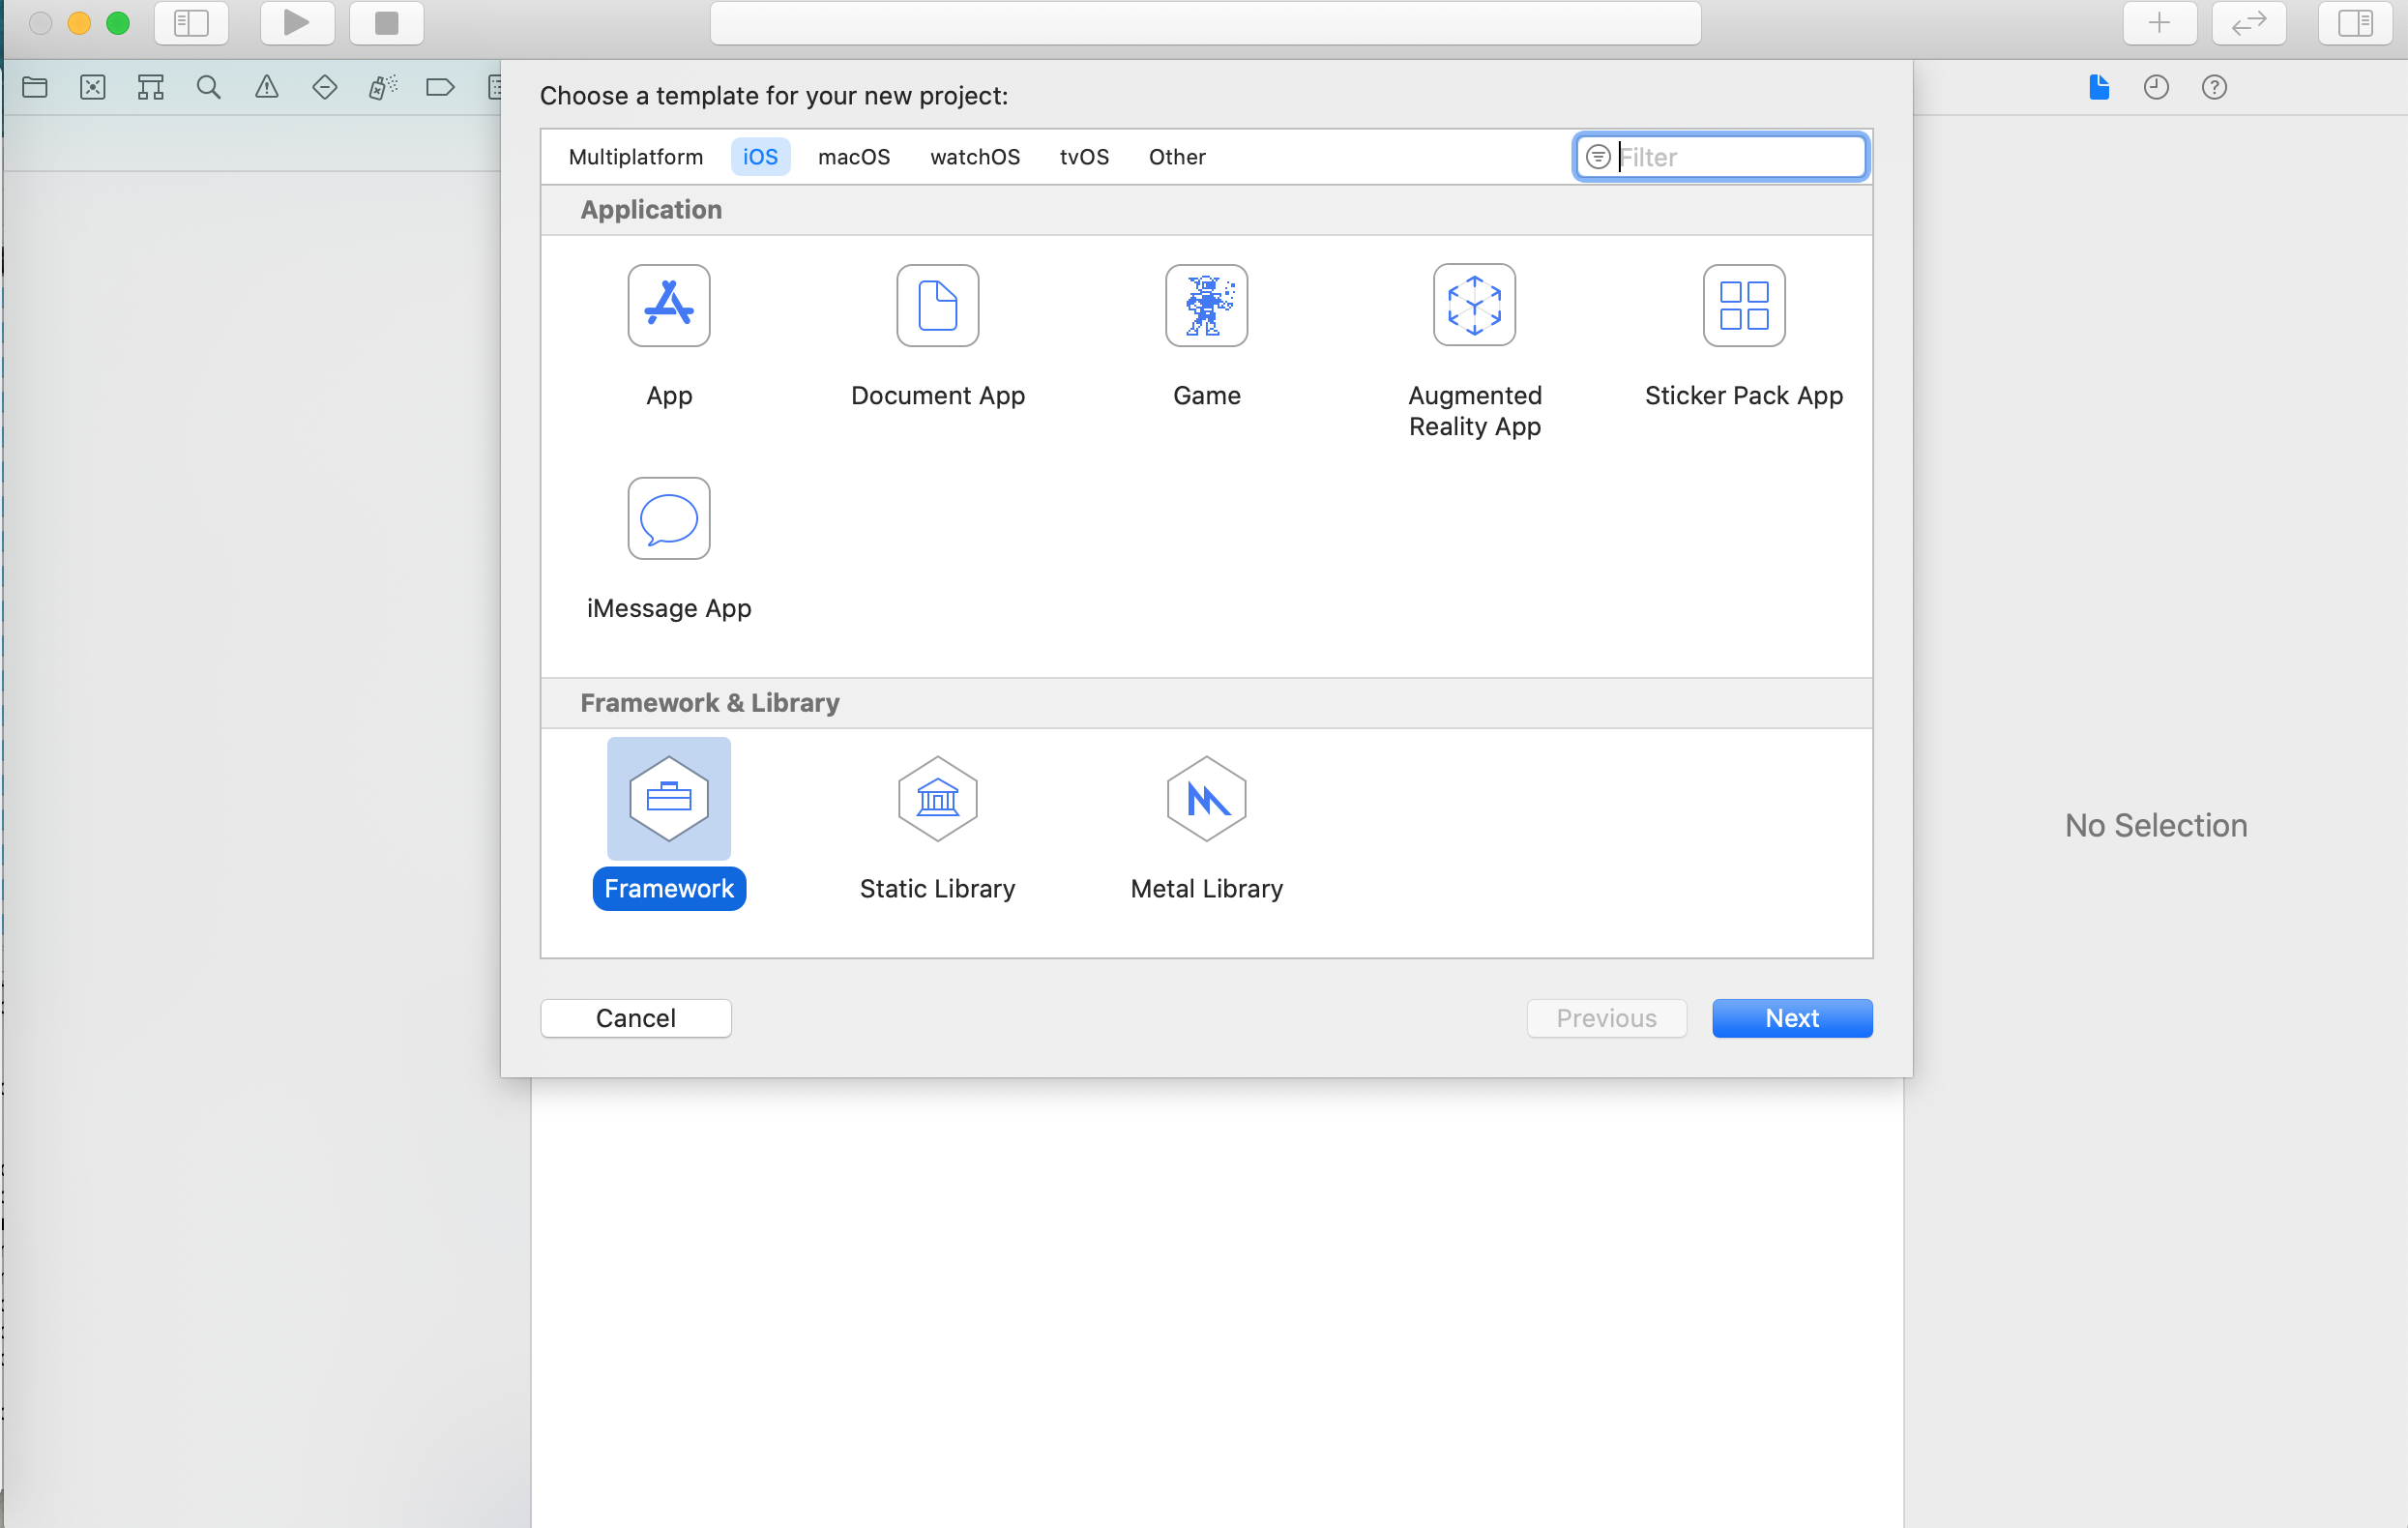 Choose a template for your new project:
Multiplatform iOS macOS watchOS tvOS Other Filter
Application
App Document App Game Augmented Reality App Sticker Pack App
iMessage App
Framework & Library
Framework Static Library Metal Library
No Selection
Cancel Previous Next